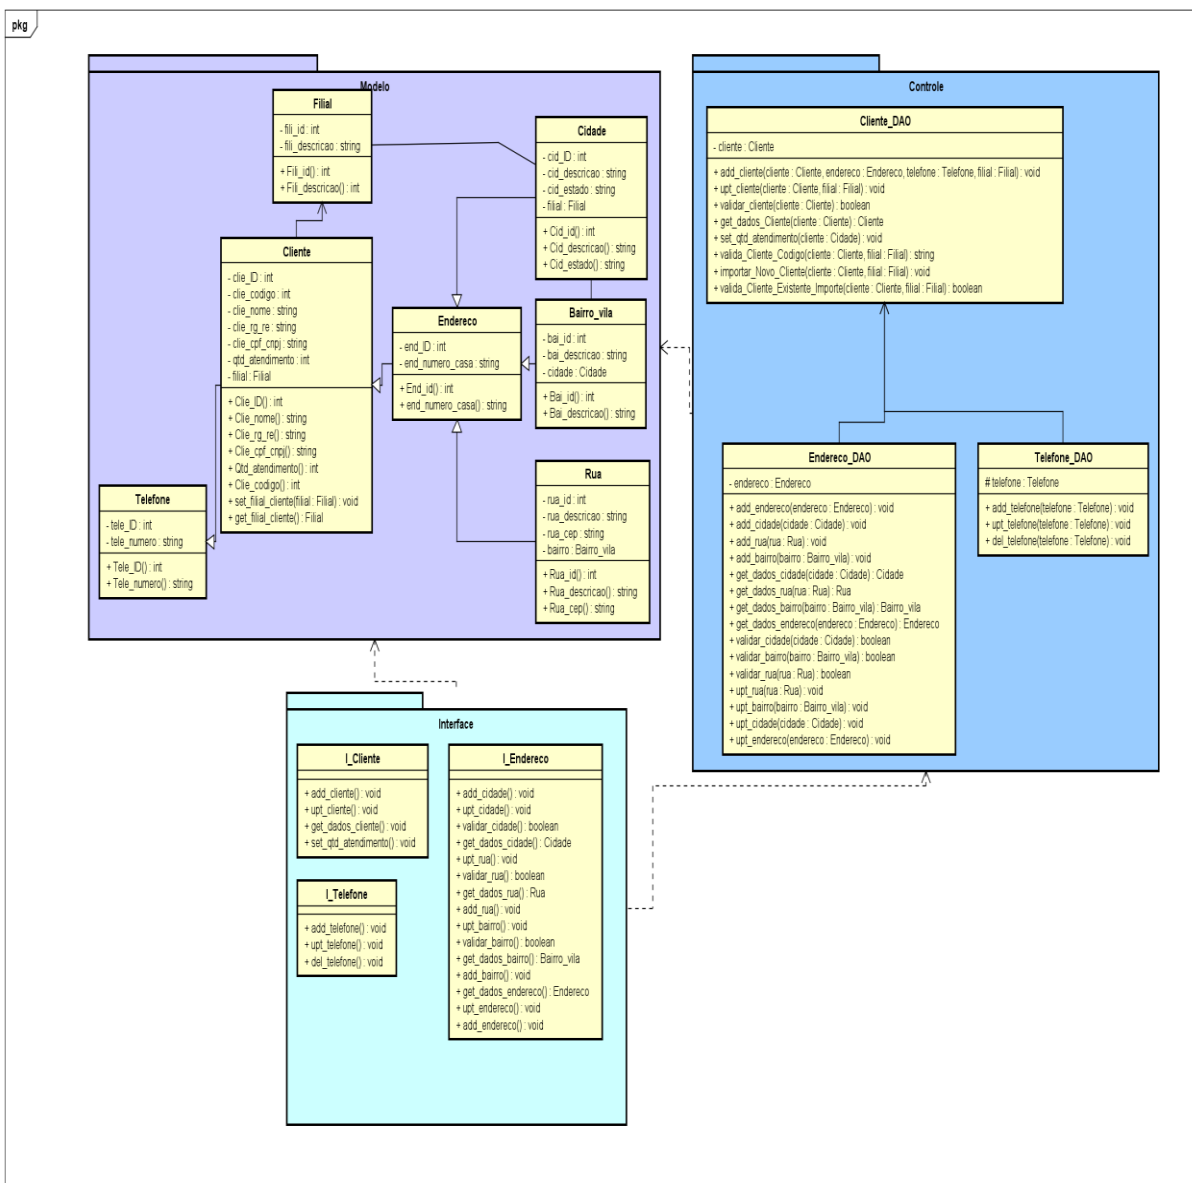 pkg
Modelo
Filial
- fili_id : int
- fili_descricao : string
+ Fili_id() : int
+ Fili_descricao() : int
Cidade
- cid_ID : int
- cid_descricao : string
- cid_estado : string
- filial : Filial
+ Cid_id() : int
+ Cid_descricao() : string
+ Cid_estado() : string
Cliente
- clie_ID : int
- clie_codigo : int
- clie_nome : string
- clie_rg_re : string
- clie_cpf_cnpj : string
- qtd_atendimento : int
- filial : Filial
+ Clie_ID() : int
+ Clie_nome() : string
+ Clie_rg_re() : string
+ Clie_cpf_cnpj() : string
+ Qtd_atendimento() : int
+ Clie_codigo() : int
+ set_filial_cliente(filial : Filial) : void
+ get_filial_cliente() : Filial
Endereco
- end_ID : int
- end_numero_casa : string
+ End_id() : int
+ end_numero_casa() : string
Bairro_vila
- bai_id : int
- bai_descricao : string
- cidade : Cidade
+ Bai_id() : int
+ Bai_descricao() : string
Rua
- rua_id : int
- rua_descricao : string
- rua_cep : string
- bairro : Bairro_vila
+ Rua_id() : int
+ Rua_descricao() : string
+ Rua_cep() : string
Telefone
- tele_ID : int
- tele_numero : string
+ Tele_ID() : int
+ Tele_numero() : string
Controle
Cliente_DAO
- cliente : Cliente
+ add_cliente(cliente : Cliente, endereco : Endereco, telefone : Telefone, filial : Filial) : void
+ upt_cliente(cliente : Cliente, filial : Filial) : void
+ validar_cliente(cliente : Cliente) : boolean
+ get_dados_Cliente(cliente : Cliente) : Cliente
+ set_qtd_atendimento(cliente : Cidade) : void
+ valida_Cliente_Codigo(cliente : Cliente, filial : Filial) : string
+ importar_Novo_Cliente(cliente : Cliente, filial : Filial) : void
+ valida_Cliente_Existente_Importe(cliente : Cliente, filial : Filial) : boolean
Endereco_DAO
- endereco : Endereco
+ add_endereco(endereco : Endereco) : void
+ add_cidade(cidade : Cidade) : void
+ add_rua(rua : Rua) : void
+ add_bairro(bairro : Bairro_vila) : void
+ get_dados_cidade(cidade : Cidade) : Cidade
+ get_dados_rua(rua : Rua) : Rua
+ get_dados_bairro(bairro : Bairro_vila) : Bairro_vila
+ get_dados_endereco(endereco : Endereco) : Endereco
+ validar_cidade(cidade : Cidade) : boolean
+ validar_bairro(bairro : Bairro_vila) : boolean
+ validar_rua(rua : Rua) : boolean
+ upt_rua(rua : Rua) : void
+ upt_bairro(bairro : Bairro_vila) : void
+ upt_cidade(cidade : Cidade) : void
+ upt_endereco(endereco : Endereco) : void
Telefone_DAO
# telefone : Telefone
+ add_telefone(telefone : Telefone) : void
+ upt_telefone(telefone : Telefone) : void
+ del_telefone(telefone : Telefone) : void
Interface
I_Cliente
+ add_cliente() : void
+ upt_cliente() : void
+ get_dados_cliente() : void
+ set_qtd_atendimento() : void
I_Telefone
+ add_telefone() : void
+ upt_telefone() : void
+ del_telefone() : void
I_Endereco
+ add_cidade() : void
+ upt_cidade() : void
+ validar_cidade() : boolean
+ get_dados_cidade() : Cidade
+ upt_rua() : void
+ validar_rua() : boolean
+ get_dados_rua() : Rua
+ add_rua() : void
+ upt_bairro() : void
+ validar_bairro() : boolean
+ get_dados_bairro() : Bairro_vila
+ add_bairro() : void
+ get_dados_endereco() : Endereco
+ upt_endereco() : void
+ add_endereco() : void